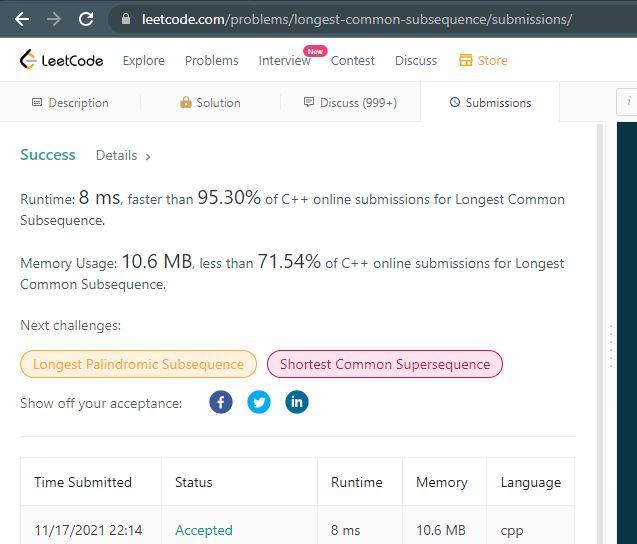 leetcode.com/problems/longest-common-subsequence/submissions/
LeetCode Explore Problems Interview New Contest Discuss Store
Description Solution Discuss (999+) Submissions i
Success Details >
Runtime: 8 ms, faster than 95.30% of C++ online submissions for Longest Common
Subsequence.
Memory Usage: 10.6 MB, less than 71.54% of C++ online submissions for Longest
Common Subsequence.
Next challenges:
Longest Palindromic Subsequence Shortest Common Supersequence
Show off your acceptance: f in
Time Submitted Status Runtime Memory Language
11/17/2021 22:14 Accepted 8 ms 10.6 MB cpp